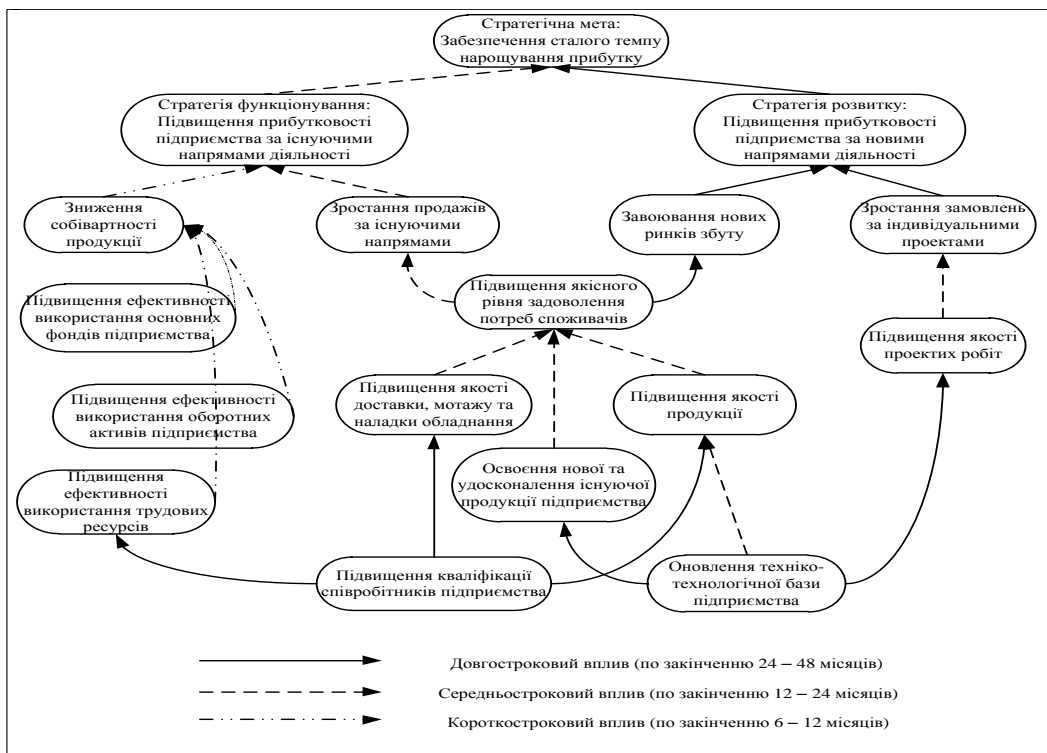 Стратегічна мета:
Забезпечення сталого темпу
нарощування прибутку
Стратегія функціонування:
Підвищення прибутковості
підприємства за існуючими
напрямами діяльності
Стратегія розвитку:
Підвищення прибутковості
підприємства за новими
напрямами діяльності
Зниження
собівартності
продукції
Зростання продажів
за існуючими
напрямами
Завоювання нових
ринків збуту
Зростання замовлень
за індивідуальними
проектами
Підвищення якісного
рівня задоволення
потреб споживачів
Підвищення ефективності
використання основних
фондів підприємства
Підвищення якості
проектих робіт
Підвищення ефективності
використання оборотних
активів підприємства
Підвищення якості
доставки, мотажу та
наладки обладнання
Підвищення якості
продукції
Підвищення
ефективності
використання трудових
ресурсів
Освоєння нової та
удосконалення існуючої
продукції підприємства
Підвищення кваліфікації
співробітників підприємства
Оновлення техніко-
технологічної бази
підприємства
Довгостроковий вплив (по закінченню 24 – 48 місяців)
Середньостроковий вплив (по закінченню 12 – 24 місяців)
Короткостроковий вплив (по закінченню 6 – 12 місяців)